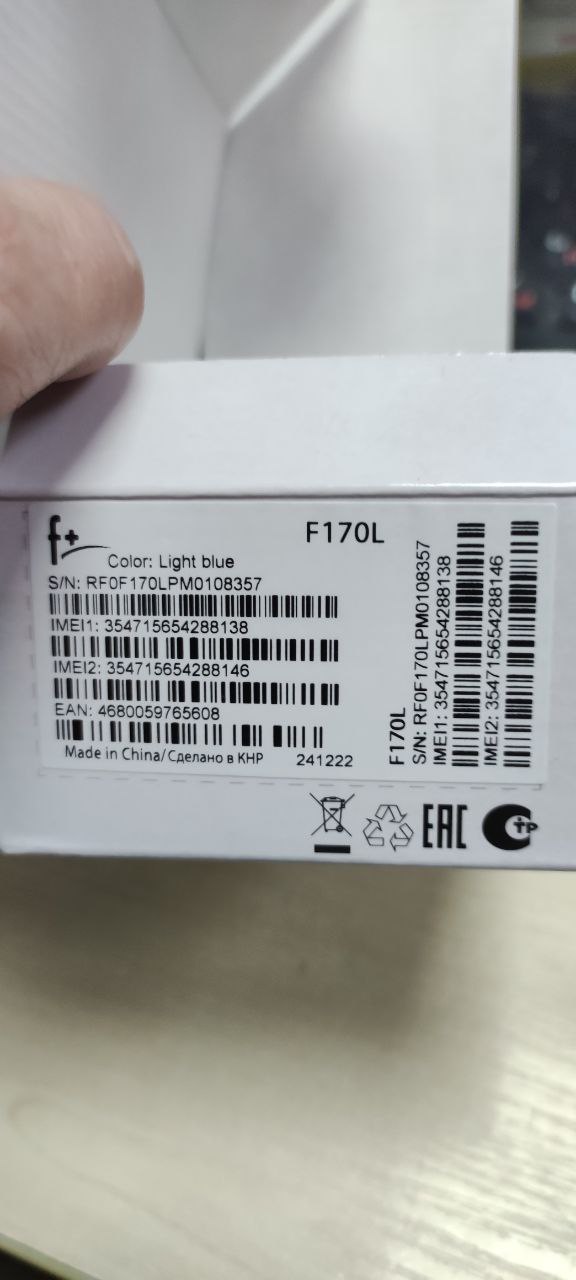 f+
F170L
Color: Light blue
S/N: RF0F170LPM0108357
IMEI1: 354715654288138
IMEI2: 354715654288146
EAN: 4680059765608
Made in China/Сделано в КНР 241222
F170L
S/N: RF0F170LPM0108357
IMEI1: 354715654288138
IMEI2: 354715654288146
EAC
СТР